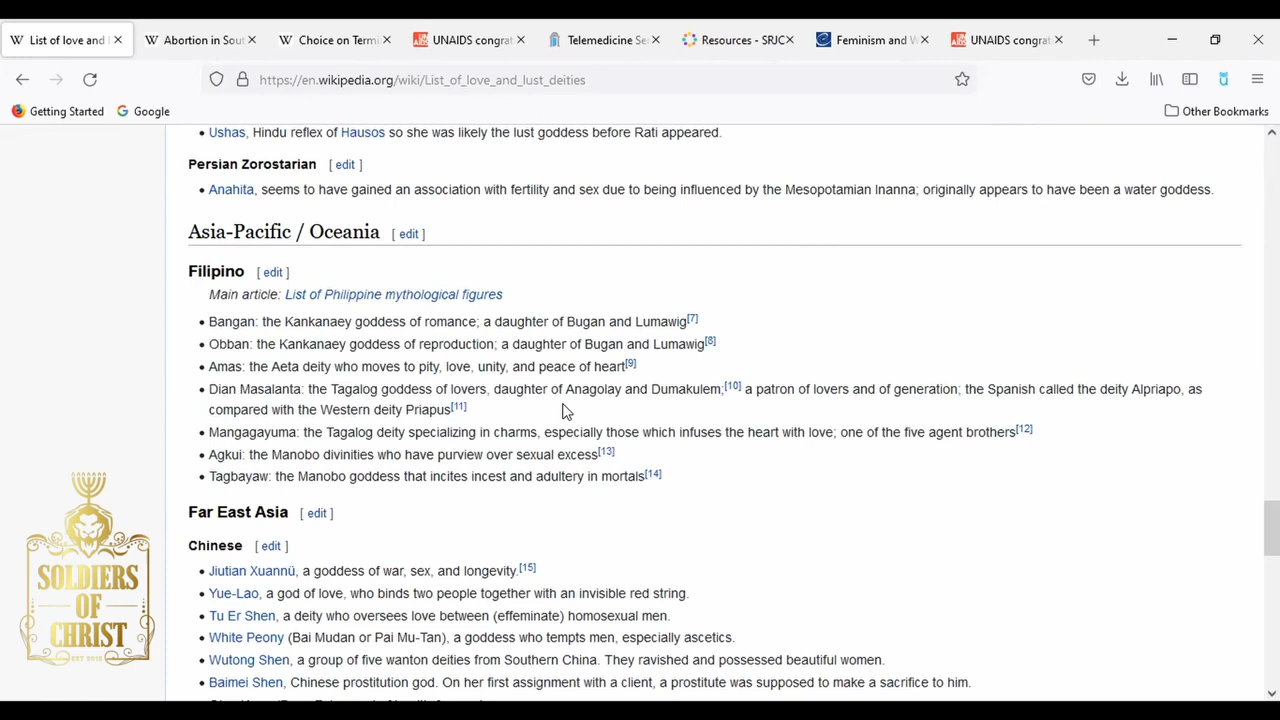 List of love and
Abortion in Sout
Choice on Termi
UNAIDS congrat
Telemedicine Se
Resources - SRJC
Feminism and W
UNAIDS congrat
https://en.wikipedia.org/wiki/List_of_love_and_lust_deities
Getting Started
Google
Other Bookmarks
• Ushas, Hindu reflex of Hausos so she was likely the lust goddess before Rati appeared.
Persian Zorostarian [ edit ]
• Anahita, seems to have gained an association with fertility and sex due to being influenced by the Mesopotamian Inanna; originally appears to have been a water goddess.
Asia-Pacific / Oceania [ edit ]
Filipino [ edit ]
Main article: List of Philippine mythological figures
• Bangan: the Kankanaey goddess of romance; a daughter of Bugan and Lumawig[7]
• Obban: the Kankanaey goddess of reproduction; a daughter of Bugan and Lumawig[8]
• Amas: the Aeta deity who moves to pity, love, unity, and peace of heart[9]
• Dian Masalanta: the Tagalog goddess of lovers, daughter of Anagolay and Dumakulem;[10] a patron of lovers and of generation; the Spanish called the deity Alpriapo, as
compared with the Western deity Priapus[11]
• Mangagayuma: the Tagalog deity specializing in charms, especially those which infuses the heart with love; one of the five agent brothers[12]
• Agkui: the Manobo divinities who have purview over sexual excess[13]
• Tagbayaw: the Manobo goddess that incites incest and adultery in mortals[14]
Far East Asia [ edit ]
Chinese [ edit ]
• Jiutian Xuannü, a goddess of war, sex, and longevity.[15]
• Yue-Lao, a god of love, who binds two people together with an invisible red string.
• Tu Er Shen, a deity who oversees love between (effeminate) homosexual men.
• White Peony (Bai Mudan or Pai Mu-Tan), a goddess who tempts men, especially ascetics.
• Wutong Shen, a group of five wanton deities from Southern China. They ravished and possessed beautiful women.
• Baimei Shen, Chinese prostitution god. On her first assignment with a client, a prostitute was supposed to make a sacrifice to him.
SOLDIERS
OF
CHRIST